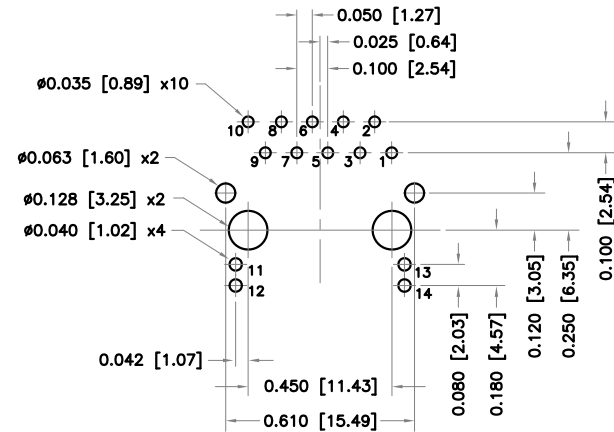 0.050 [1.27]
0.025 [0.64]
0.100 [2.54]
ø0.035 [0.89] x10
10 8 6 4 2
9 7 5 3 1
ø0.063 [1.60] x2
ø0.128 [3.25] x2
ø0.040 [1.02] x4
11 13
12 14
0.042 [1.07]
0.450 [11.43]
0.610 [15.49]
0.080 [2.03]
0.180 [4.57]
0.120 [3.05]
0.250 [6.35]
0.100 [2.54]